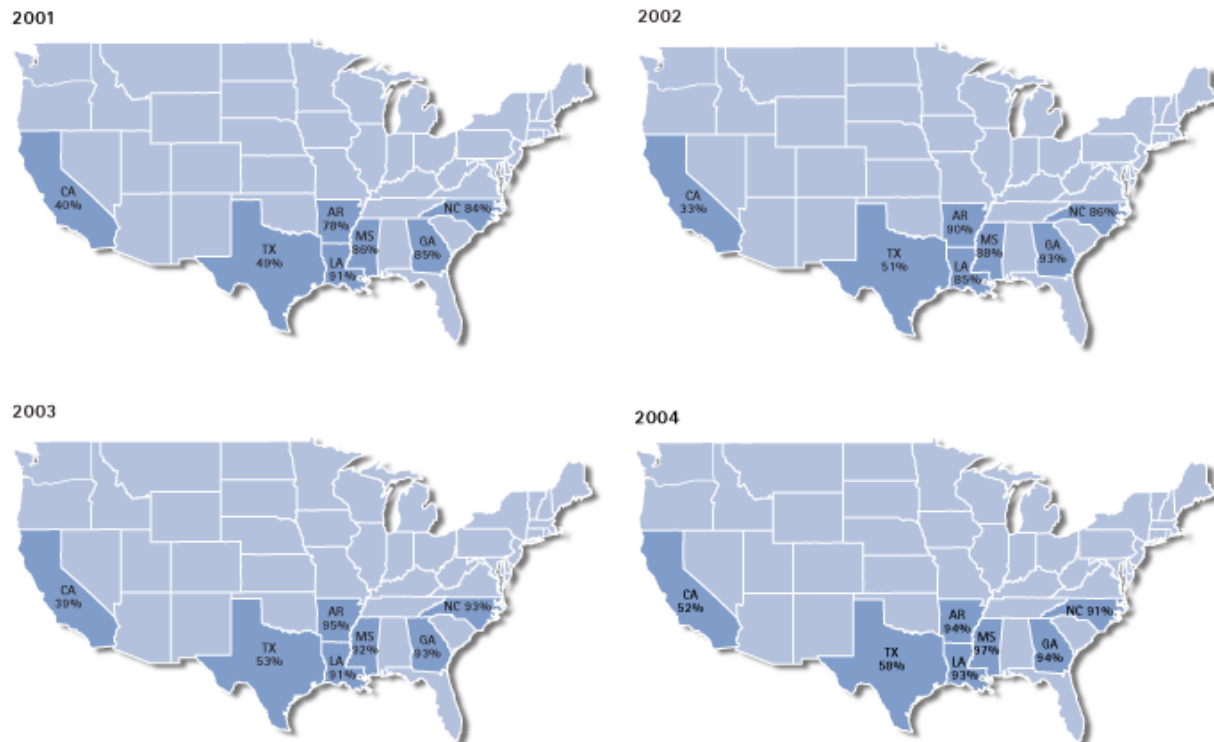 2001
2002
CA
40%
NC 84%
AR
78%
MS
86%
GA
85%
TX
49%
LA
91%
CA
33%
NC 86%
AR
90%
MS
88%
GA
93%
TX
51%
LA
85%
2003
2004
CA
39%
NC 93%
AR
95%
MS
92%
GA
93%
TX
53%
LA
91%
CA
52%
NC 91%
AR
94%
MS
97%
GA
94%
TX
58%
LA
93%